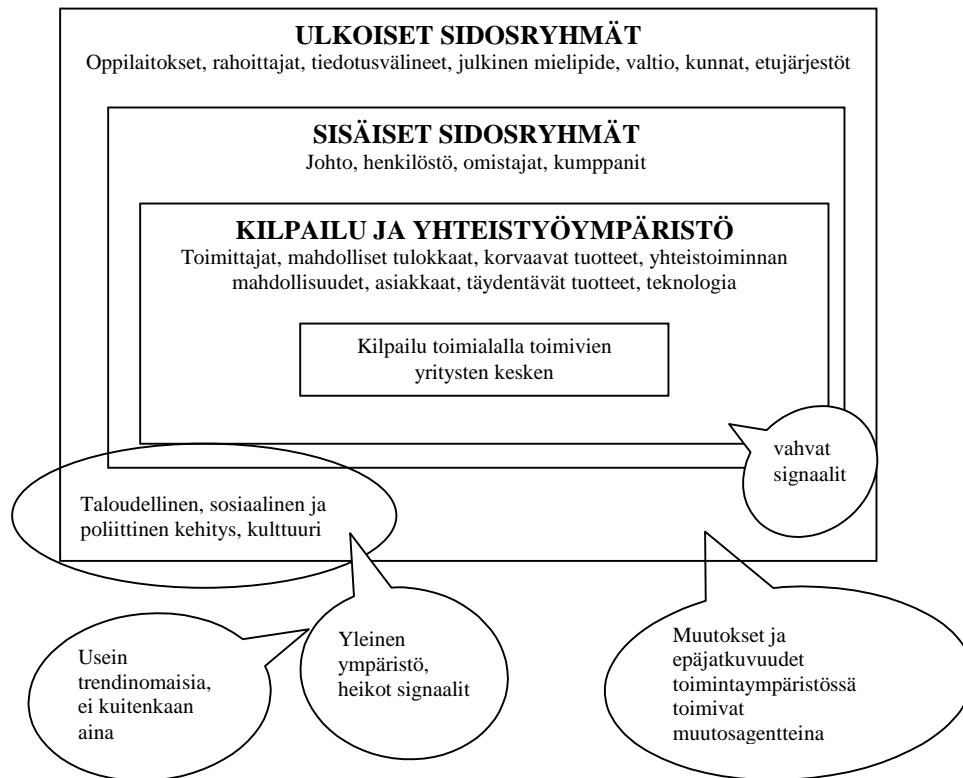 ULKOISET SIDOSRYHMÄT
Oppilaitokset, rahoittajat, tiedotusvälineet, julkinen mielipide, valtio, kunnat, etujärjestöt
SISÄISET SIDOSRYHMÄT
Johto, henkilöstö, omistajat, kumppanit
KILPAILU JA YHTEISTYÖYMPÄRISTÖ
Toimittajat, mahdolliset tulokkaat, korvaavat tuotteet, yhteistoiminnan
mahdollisuudet, asiakkaat, täydentävät tuotteet, teknologia
Kilpailu toimialalla toimivien
yritysten kesken
vahvat
signaalit
Taloudellinen, sosiaalinen ja
poliittinen kehitys, kulttuuri
Usein
trendinomaisia,
ei kuitenkaan
aina
Yleinen
ympäristö,
heikot signaalit
Muutokset ja
epäjatkuvuudet
toimintaympäristössä
toimivat
muutosagentteina